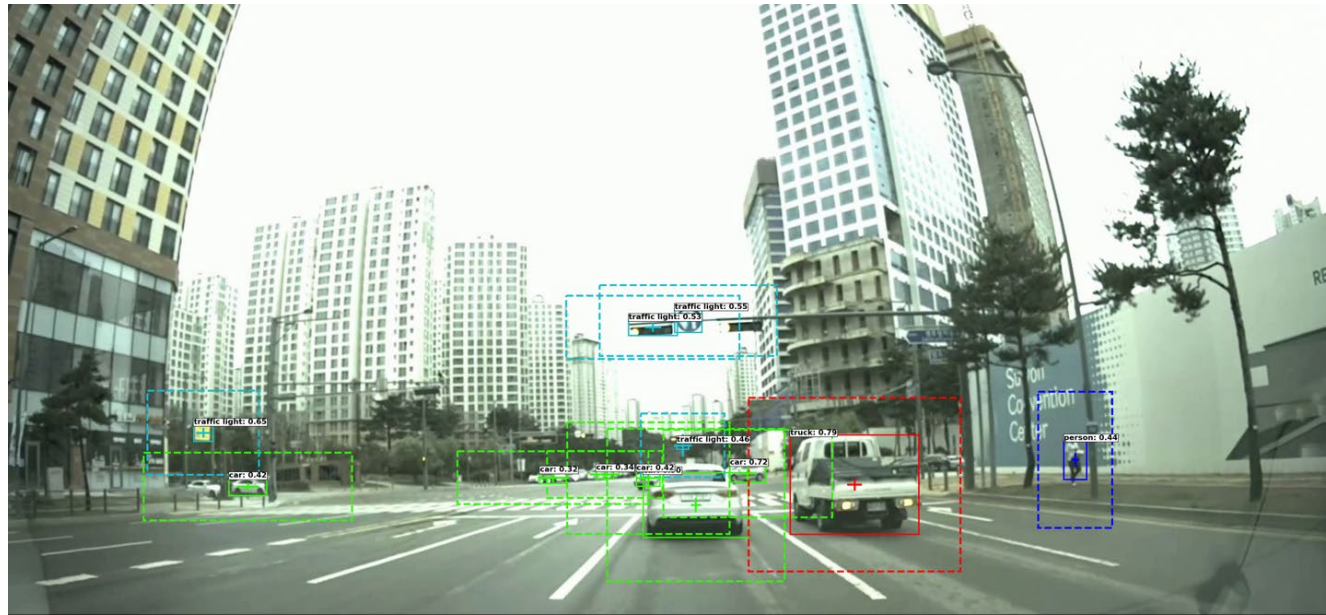 traffic light: 0.55
traffic light: 0.53
traffic light: 0.65
traffic light: 0.46
truck: 0.79
person: 0.44
car: 0.42
car: 0.32
car: 0.34
car: 0.42
car: 0.72
Convention
Center
RE